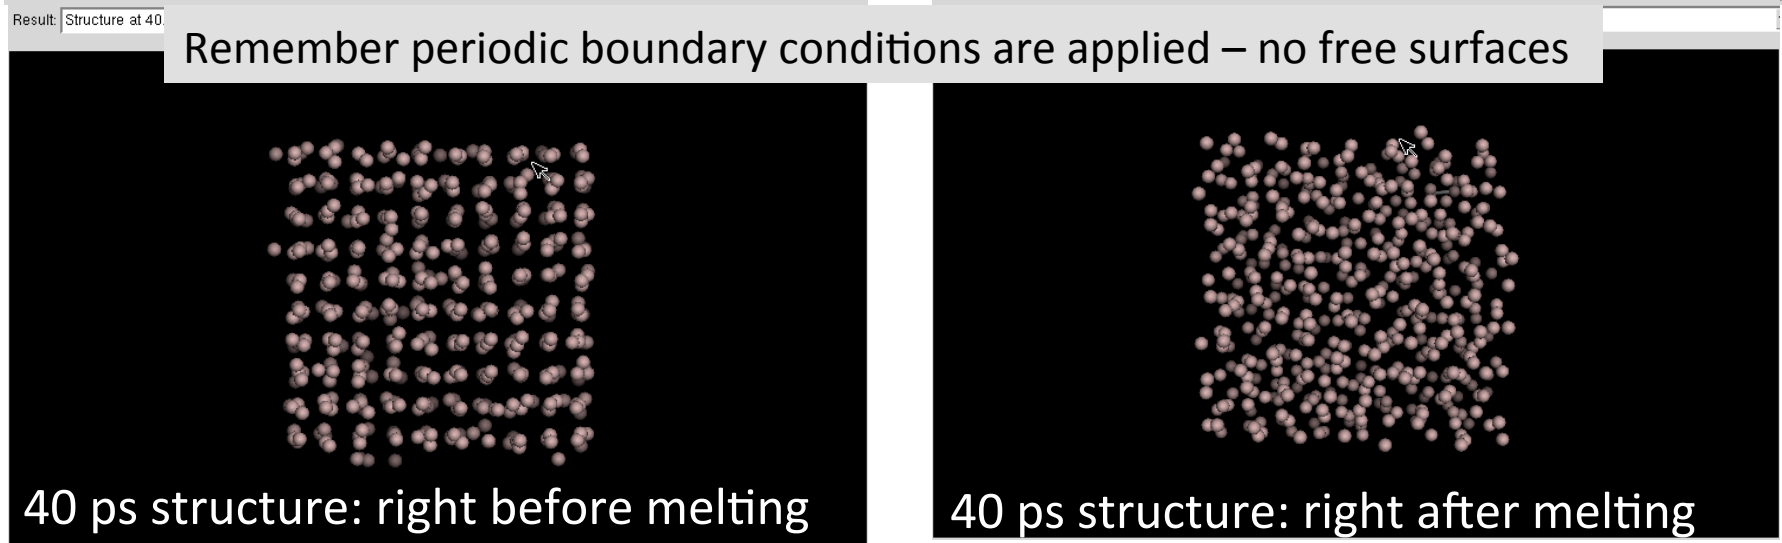 Result: Structure at 40.
Remember periodic boundary conditions are applied – no free surfaces
40 ps structure: right before melting
40 ps structure: right after melting